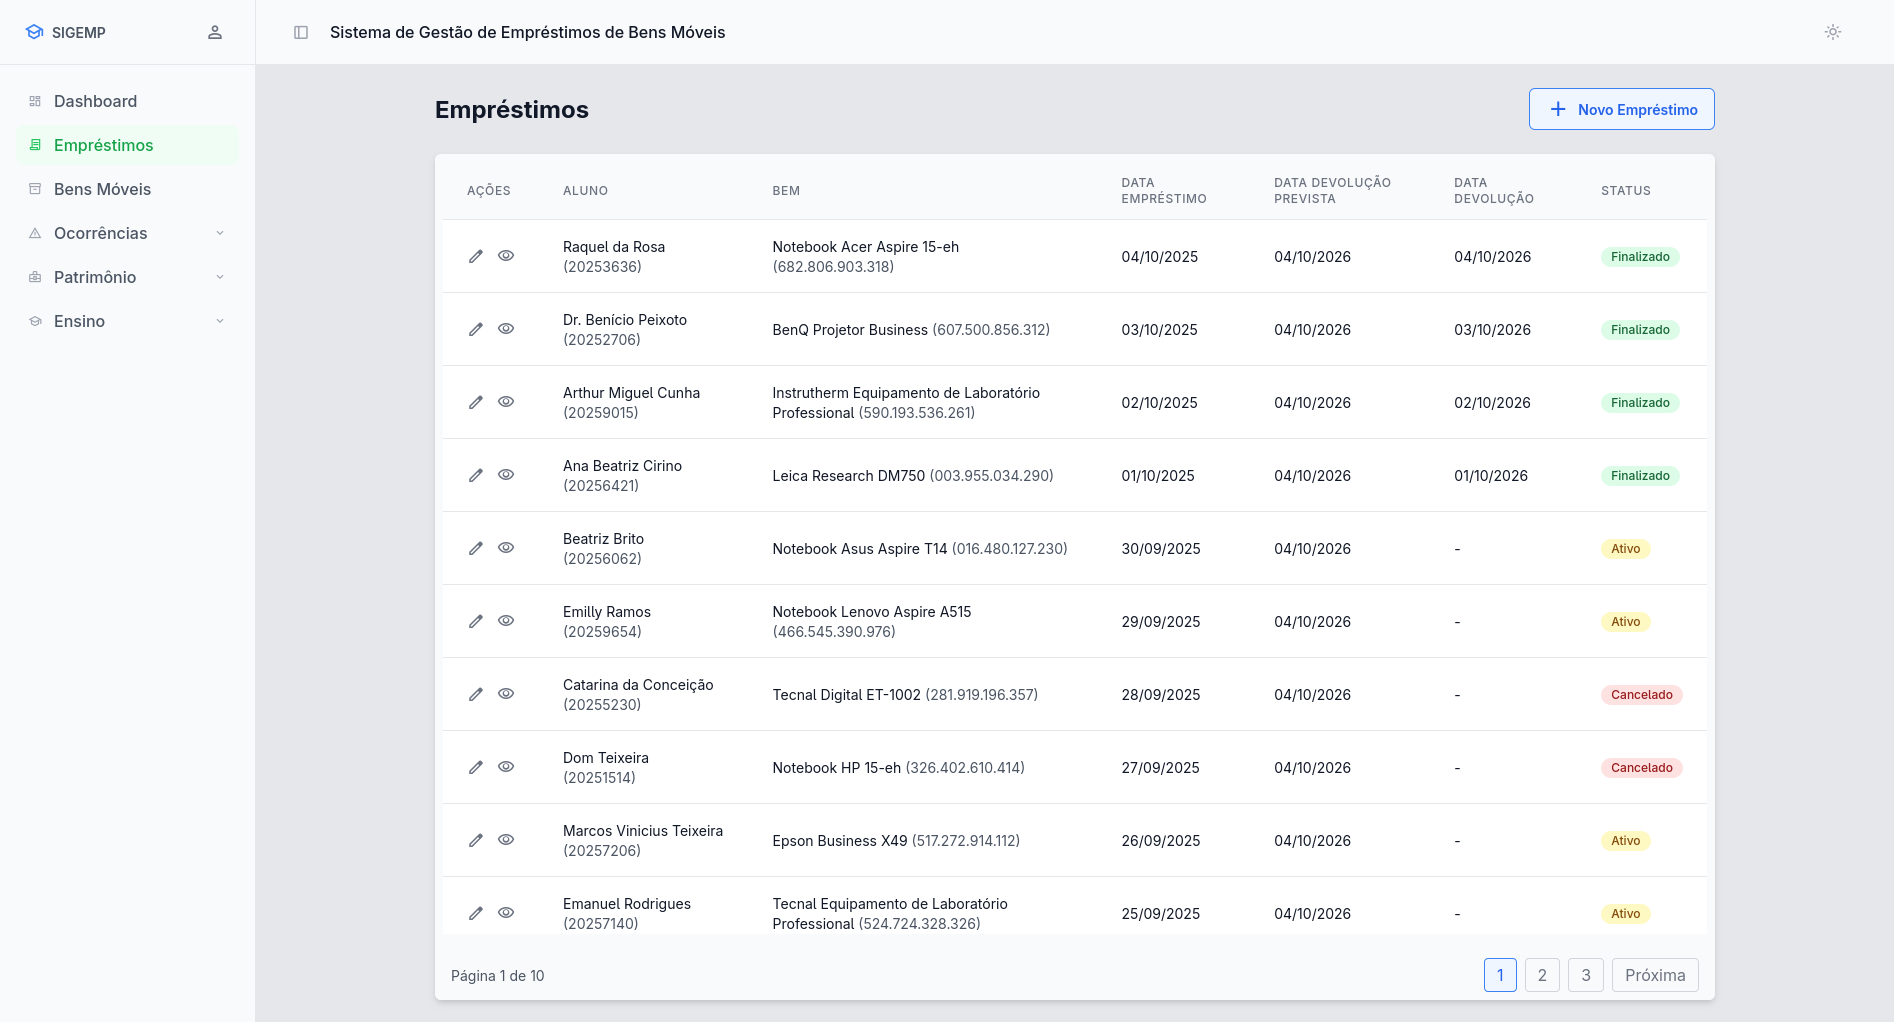 SIGEMP
Sistema de Gestão de Empréstimos de Bens Móveis
Dashboard
Empréstimos
Bens Móveis
Ocorrências
Patrimônio
Ensino
Empréstimos
Novo Empréstimo
AÇÕES ALUNO BEM DATA EMPRÉSTIMO DATA DEVOLUÇÃO PREVISTA DATA DEVOLUÇÃO STATUS
Raquel da Rosa (20253636) Notebook Acer Aspire 15-eh (682.806.903.318) 04/10/2025 04/10/2026 04/10/2026 Finalizado
Dr. Benício Peixoto (20252706) BenQ Projetor Business (607.500.856.312) 03/10/2025 04/10/2026 03/10/2026 Finalizado
Arthur Miguel Cunha (20259015) Instrutherm Equipamento de Laboratório Professional (590.193.536.261) 02/10/2025 04/10/2026 02/10/2026 Finalizado
Ana Beatriz Cirino (20256421) Leica Research DM750 (003.955.034.290) 01/10/2025 04/10/2026 01/10/2026 Finalizado
Beatriz Brito (20256062) Notebook Asus Aspire T14 (016.480.127.230) 30/09/2025 04/10/2026 - Ativo
Emilly Ramos (20259654) Notebook Lenovo Aspire A515 (466.545.390.976) 29/09/2025 04/10/2026 - Ativo
Catarina da Conceição (20255230) Tecnal Digital ET-1002 (281.919.196.357) 28/09/2025 04/10/2026 - Cancelado
Dom Teixeira (20251514) Notebook HP 15-eh (326.402.610.414) 27/09/2025 04/10/2026 - Cancelado
Marcos Vinicius Teixeira (20257206) Epson Business X49 (517.272.914.112) 26/09/2025 04/10/2026 - Ativo
Emanuel Rodrigues (20257140) Tecnal Equipamento de Laboratório Professional (524.724.328.326) 25/09/2025 04/10/2026 - Ativo
Página 1 de 10
1 2 3 Próxima